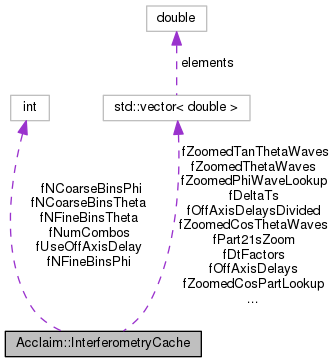 double
elements
int
std::vector< double >
fNCoarseBinsPhi
fNCoarseBinsTheta
fNFineBinsTheta
fNumCombos
fUseOffAxisDelay
fNFineBinsPhi
fZoomedTanThetaWaves
fZoomedThetaWaves
fZoomedPhiWaveLookup
fDeltaTs
fOffAxisDelaysDivided
fZoomedCosThetaWaves
fPart21sZoom
fDtFactors
fOffAxisDelays
fZoomedCosPartLookup
...
Acclaim::InterferometryCache